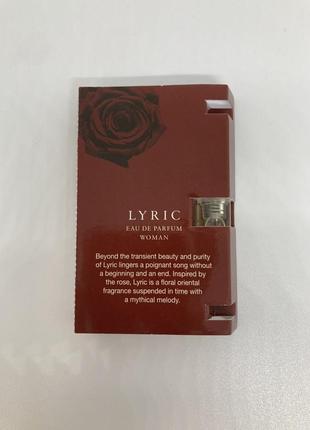 LYRIC
EAU DE PARFUM
WOMAN
Beyond the transient beauty and purity
of Lyric lingers a poignant song without
a beginning and an end. Inspired by
the rose, Lyric is a floral oriental
fragrance suspended in time with
a mythical melody.